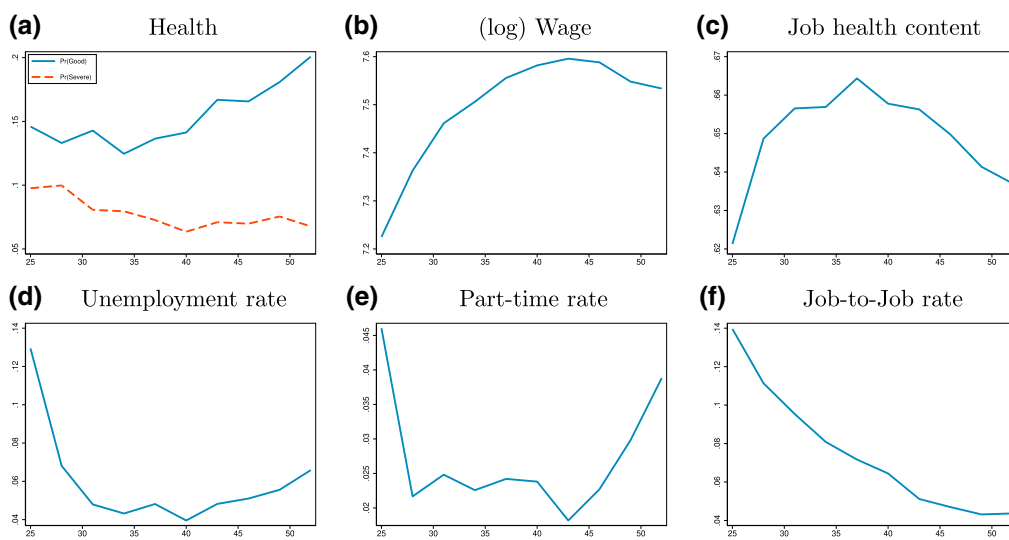 (a) Health
.2
.15
.1
.05
Pr(Good)
Pr(Severe)
25 30 35 40 45 50
(b) (log) Wage
7.6
7.5
7.4
7.3
7.2
25 30 35 40 45 50
(c) Job health content
.67
.66
.65
.64
.63
.62
25 30 35 40 45 50
(d) Unemployment rate
.14
.12
.1
.08
.06
.04
25 30 35 40 45 50
(e) Part-time rate
.045
.04
.035
.03
.025
.02
25 30 35 40 45 50
(f) Job-to-Job rate
.14
.12
.1
.08
.06
.04
25 30 35 40 45 50